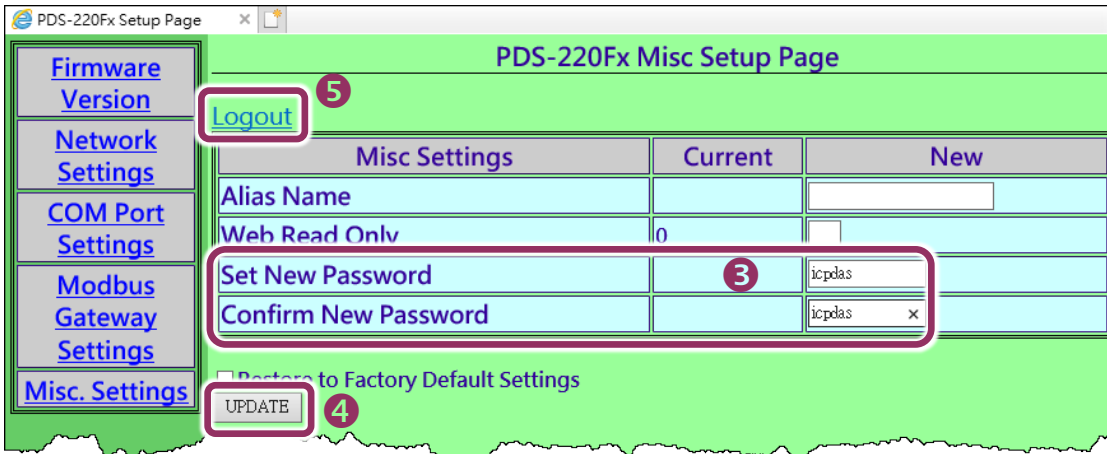 PDS-220Fx Setup Page
PDS-220Fx Misc Setup Page
Firmware
Version
Network
Settings
COM Port
Settings
Modbus
Gateway
Settings
Misc. Settings
5
Logout
Misc Settings Current New
Alias Name
Web Read Only 0
Set New Password 3 icpdas
Confirm New Password icpdas ×
Restore to Factory Default Settings
UPDATE 4